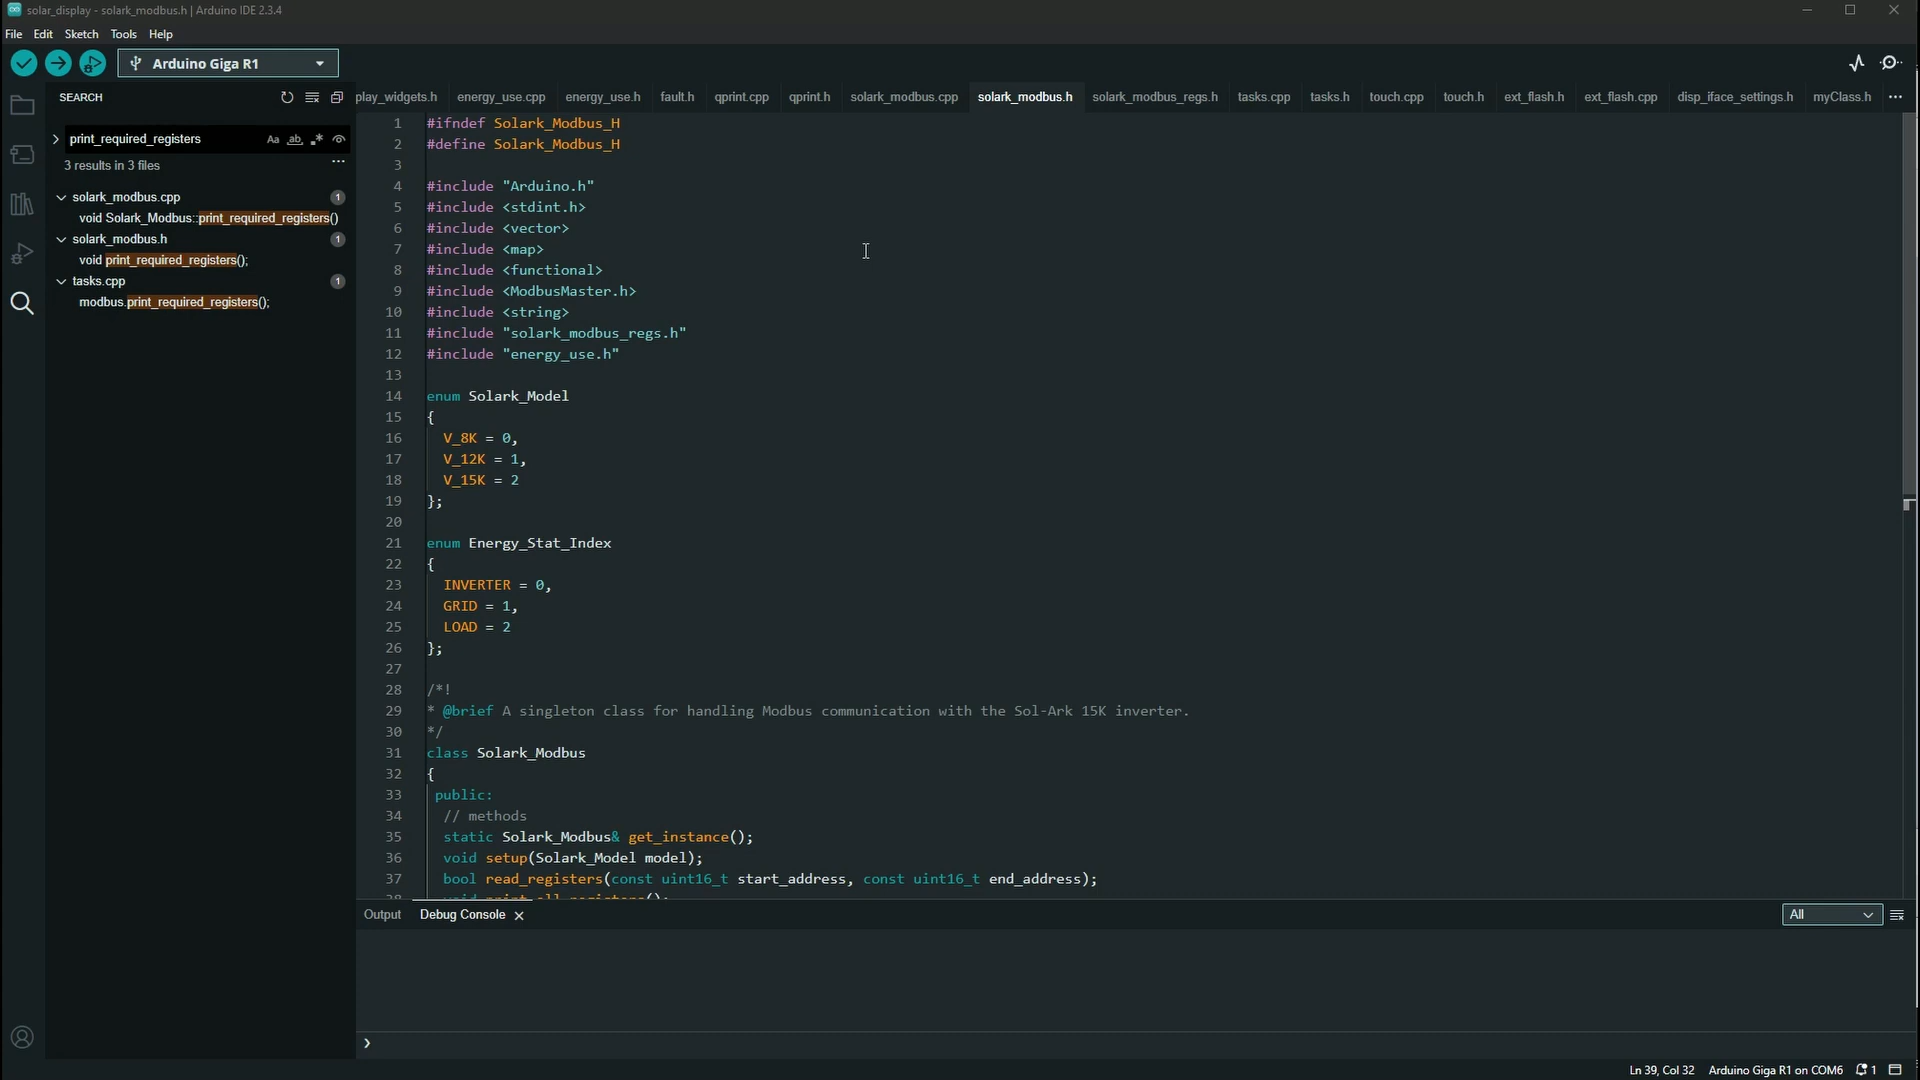 solar_display - solark_modbus.h | Arduino IDE 2.3.4
File Edit Sketch Tools Help
Arduino Giga R1
SEARCH
play_widgets.h energy_use.cpp energy_use.h fault.h qprint.cpp qprint.h solark_modbus.cpp solark_modbus.h solark_modbus_regs.h tasks.cpp tasks.h touch.cpp touch.h ext_flash.h ext_flash.cpp disp_iface_settings.h myClass.h ...
print_required_registers Aa ab .*
3 results in 3 files ...
solark_modbus.cpp 1
void Solark_Modbus::print_required_registers()
solark_modbus.h 1
void print_required_registers();
tasks.cpp 1
modbus.print_required_registers();
1 #ifndef Solark_Modbus_H
2 #define Solark_Modbus_H
3
4 #include "Arduino.h"
5 #include <stdint.h>
6 #include <vector>
7 #include <map>
8 #include <functional>
9 #include <ModbusMaster.h>
10 #include <string>
11 #include "solark_modbus_regs.h"
12 #include "energy_use.h"
13
14 enum Solark_Model
15 {
16 V_8K = 0,
17 V_12K = 1,
18 V_15K = 2
19 };
20
21 enum Energy_Stat_Index
22 {
23 INVERTER = 0,
24 GRID = 1,
25 LOAD = 2
26 };
27
28 /*!
29 * @brief A singleton class for handling Modbus communication with the Sol-Ark 15K inverter.
30 */
31 class Solark_Modbus
32 {
33 public:
34 // methods
35 static Solark_Modbus& get_instance();
36 void setup(Solark_Model model);
37 bool read_registers(const uint16_t start_address, const uint16_t end_address);
38 void print_all_registers();
Output Debug Console
All
Ln 39, Col 32 Arduino Giga R1 on COM6 1